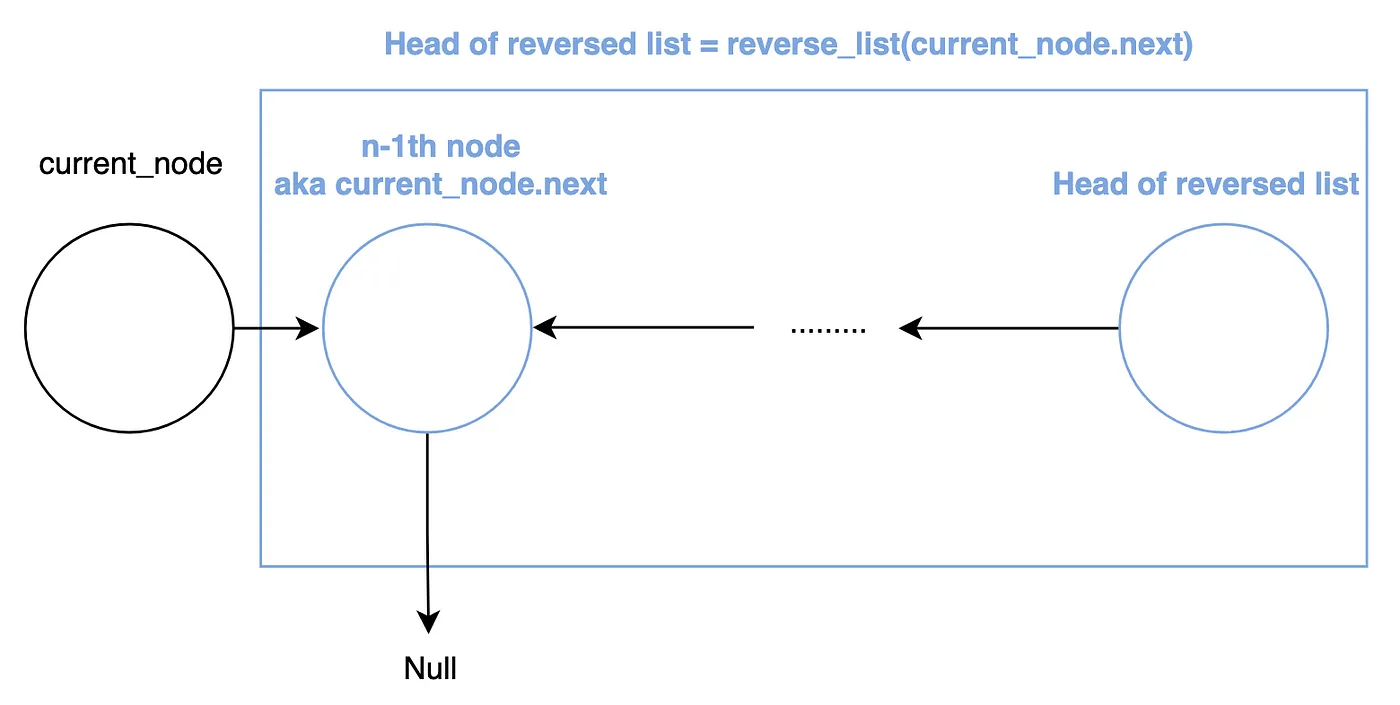 Head of reversed list = reverse_list(current_node.next)
current_node
n-1th node
aka current_node.next
Head of reversed list
.........
Null